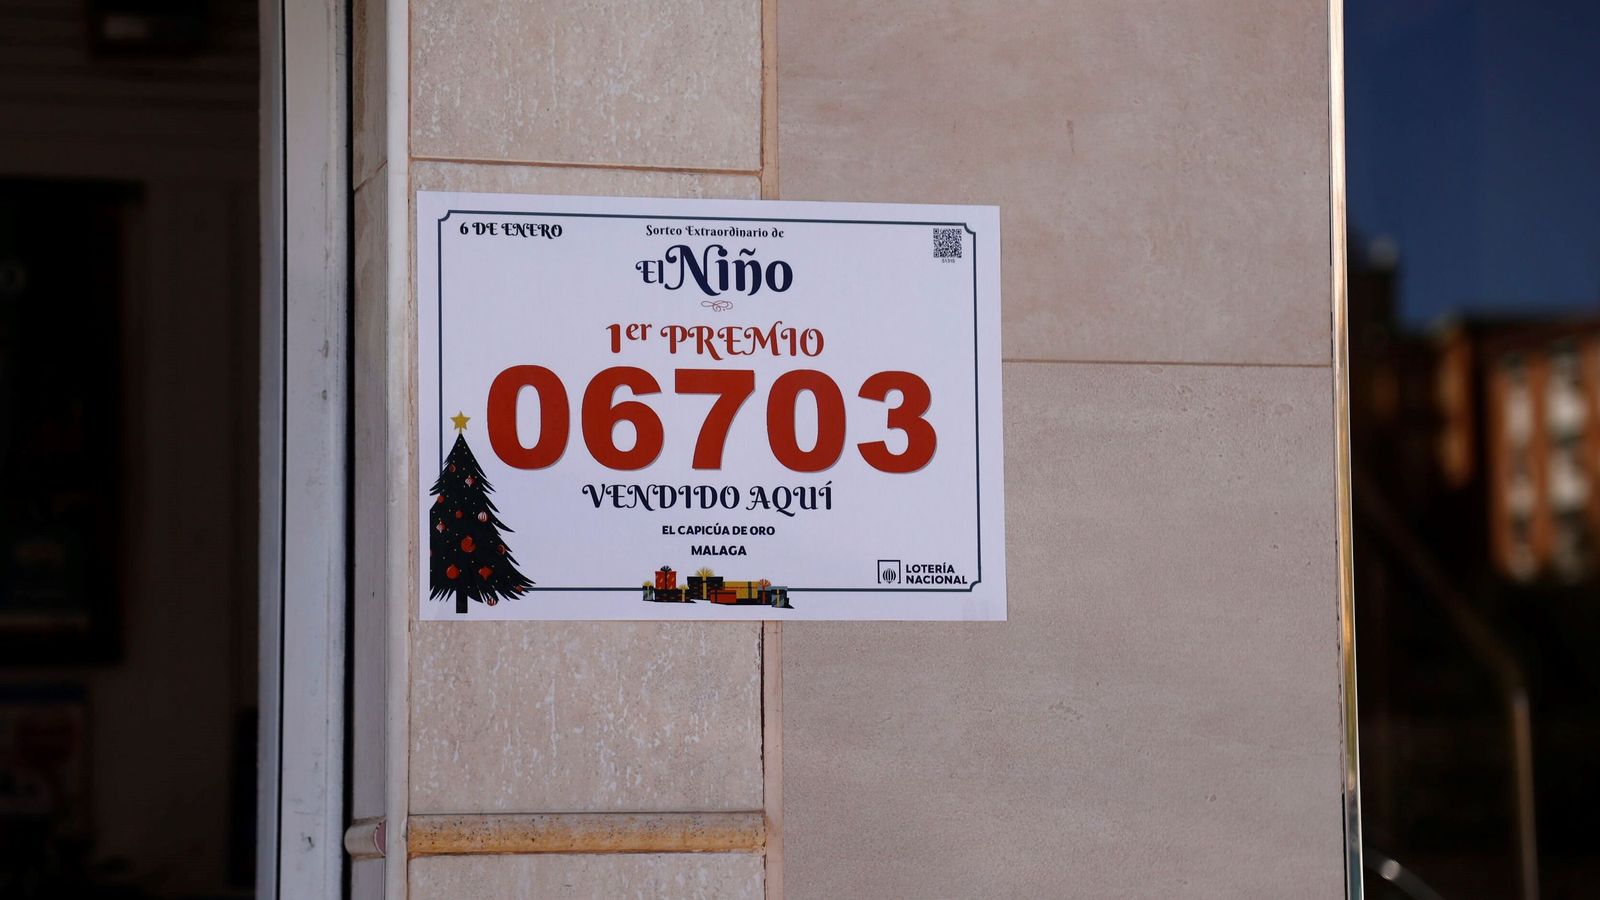 6 DE ENERO
Sorteo Extraordinario de
El Niño
1er PREMIO
06703
VENDIDO AQUÍ
EL CAPICÚA DE ORO
MALAGA
LOTERÍA
NACIONAL